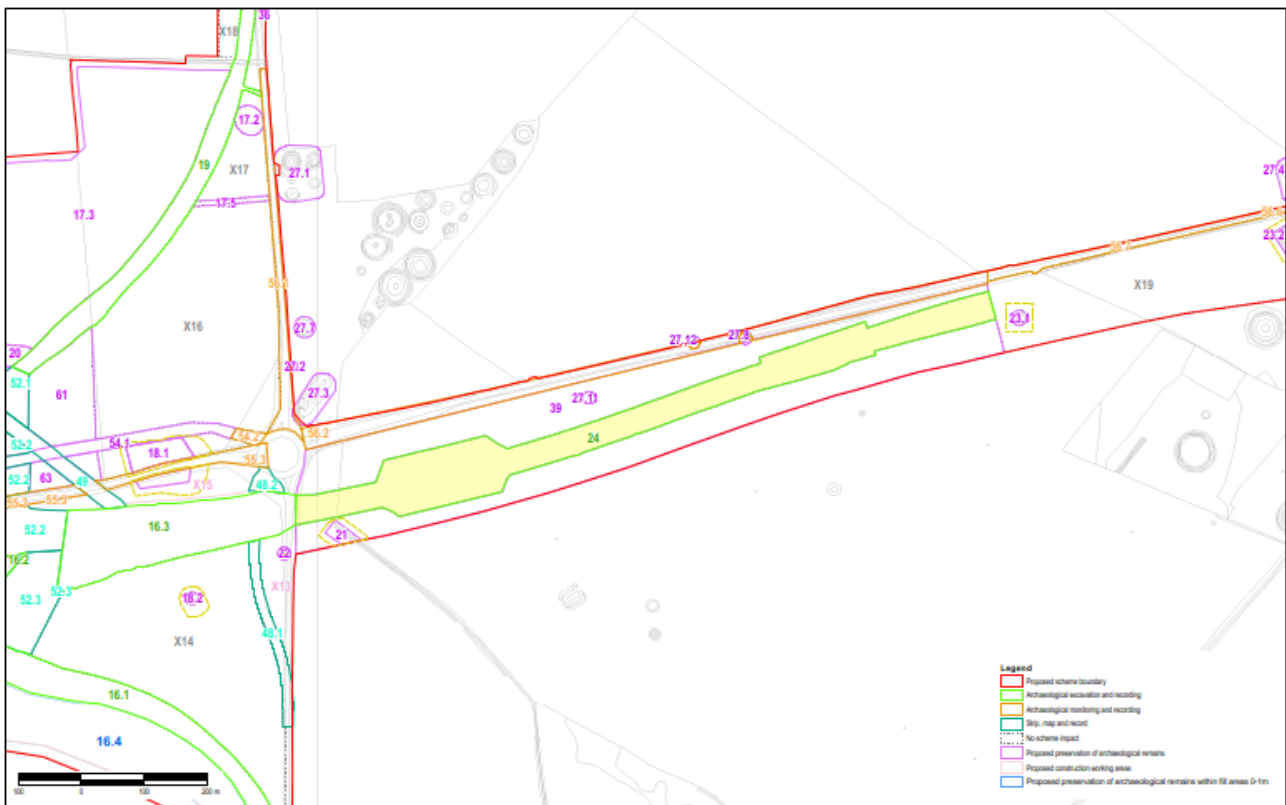 36
X18
17.2
19
X17
27.1
17.5
17.3
27.4
56.6
23.2
56.7
X19
23.1
X16
27.7
27.12
27.8
20
52.1
27.2
61
27.3
27.11
39
52.2
54.1
54.2
56.2
24
18.1
55.3
52.2
63
49
X15
48.2
55.2
55.3
52.2
16.3
21
16.2
22
52.3
52.3
X13
18.2
48.1
X14
16.1
16.4
Legend
Proposed scheme boundary
Archaeological excavation and recording
Archaeological monitoring and recording
Strip, map and record
No scheme impact
Proposed preservation of archaeological remains
Proposed construction working areas
Proposed preservation of archaeological remains within fill areas 0-1m
100 0 100 200 m